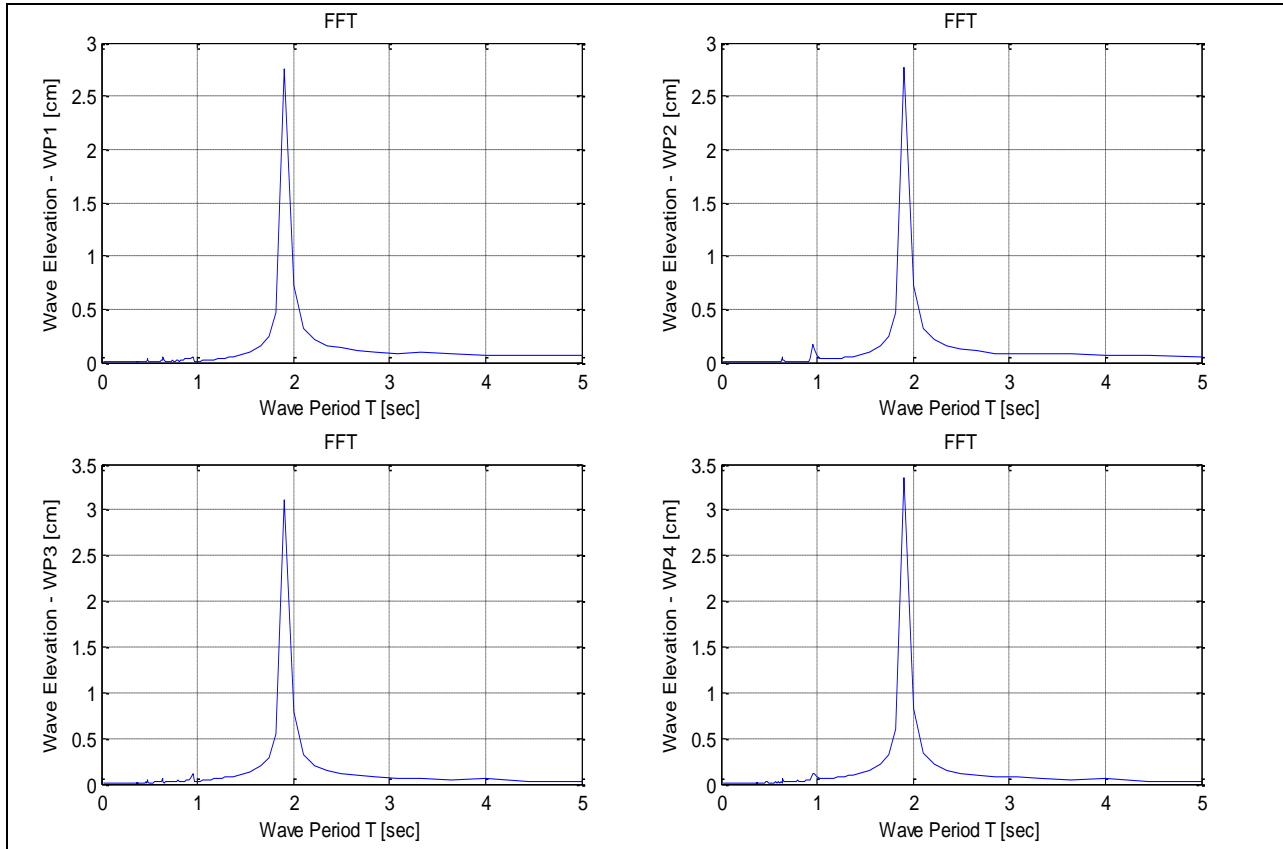 FFT
3
2.5
2
1.5
1
0.5
0
Wave Elevation - WP1 [cm]
0 1 2 3 4 5
Wave Period T [sec]
FFT
3
2.5
2
1.5
1
0.5
0
Wave Elevation - WP2 [cm]
0 1 2 3 4 5
Wave Period T [sec]
FFT
3.5
3
2.5
2
1.5
1
0.5
0
Wave Elevation - WP3 [cm]
0 1 2 3 4 5
Wave Period T [sec]
FFT
3.5
3
2.5
2
1.5
1
0.5
0
Wave Elevation - WP4 [cm]
0 1 2 3 4 5
Wave Period T [sec]